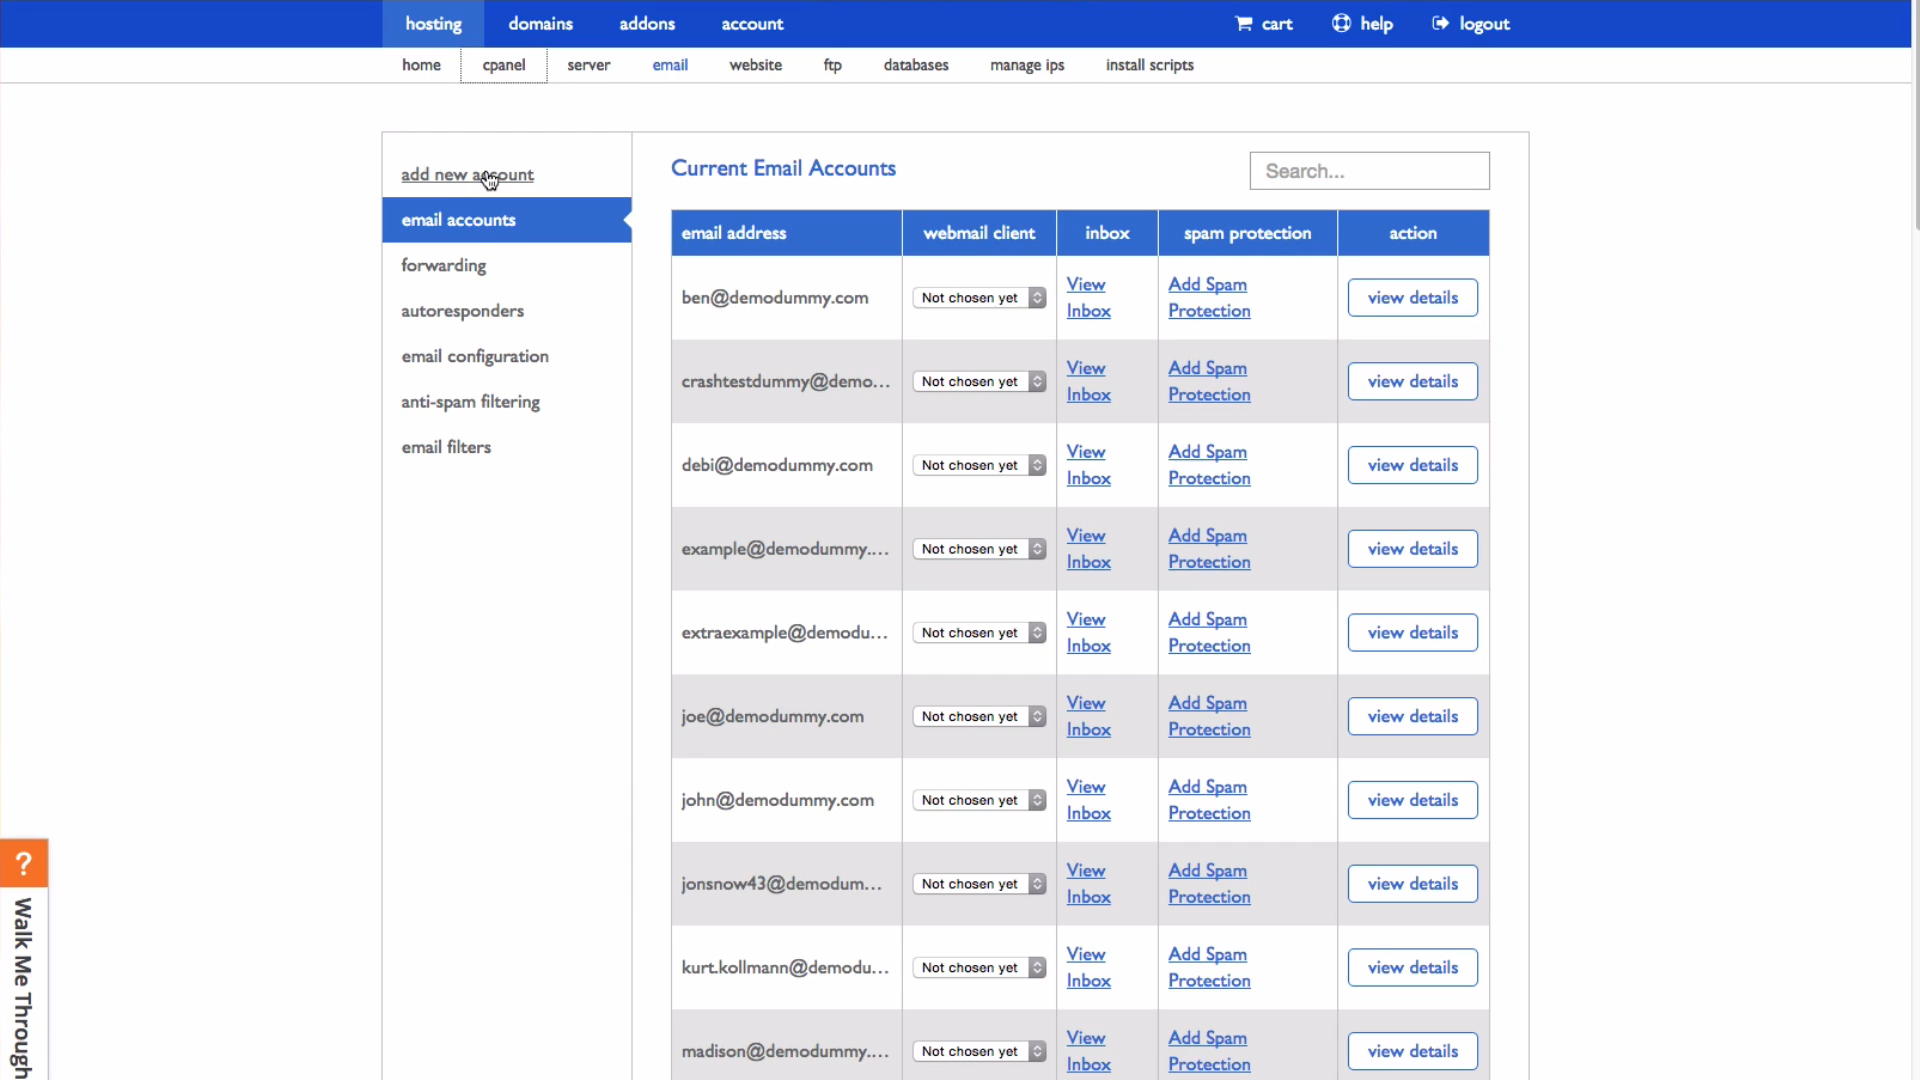 hosting domains addons account cart help logout
home cpanel server email website ftp databases manage ips install scripts
add new account
email accounts
forwarding
autoresponders
email configuration
anti-spam filtering
email filters
Current Email Accounts
Search...
email address webmail client inbox spam protection action
ben@demodummy.com Not chosen yet View Inbox Add Spam Protection view details
crashtestdummy@demo... Not chosen yet View Inbox Add Spam Protection view details
debi@demodummy.com Not chosen yet View Inbox Add Spam Protection view details
example@demodummy.... Not chosen yet View Inbox Add Spam Protection view details
extraexample@demodu... Not chosen yet View Inbox Add Spam Protection view details
joe@demodummy.com Not chosen yet View Inbox Add Spam Protection view details
john@demodummy.com Not chosen yet View Inbox Add Spam Protection view details
jonsnow43@demodum... Not chosen yet View Inbox Add Spam Protection view details
kurt.kollmann@demodu... Not chosen yet View Inbox Add Spam Protection view details
madison@demodummy.... Not chosen yet View Inbox Add Spam Protection view details
? Walk Me Through